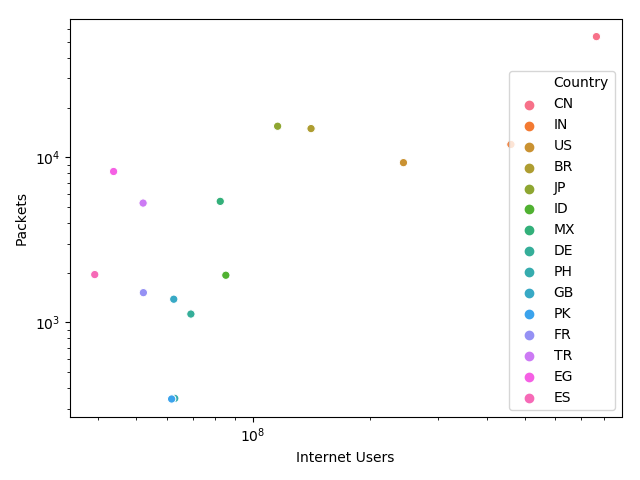 Country
CN
IN
US
BR
JP
ID
MX
DE
PH
GB
PK
FR
TR
EG
ES
10^4
10^3
Packets
10^8
Internet Users